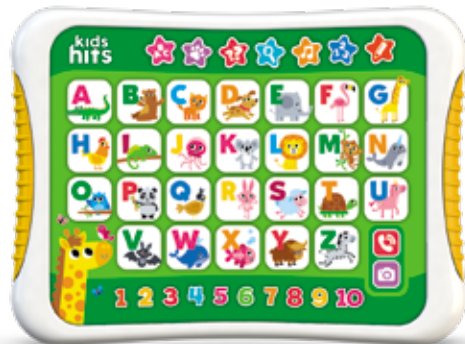 kids
hits
A B C D E F G
H I J K L M N
O P Q R S T U
V W X Y Z
1 2 3 4 5 6 7 8 9 10